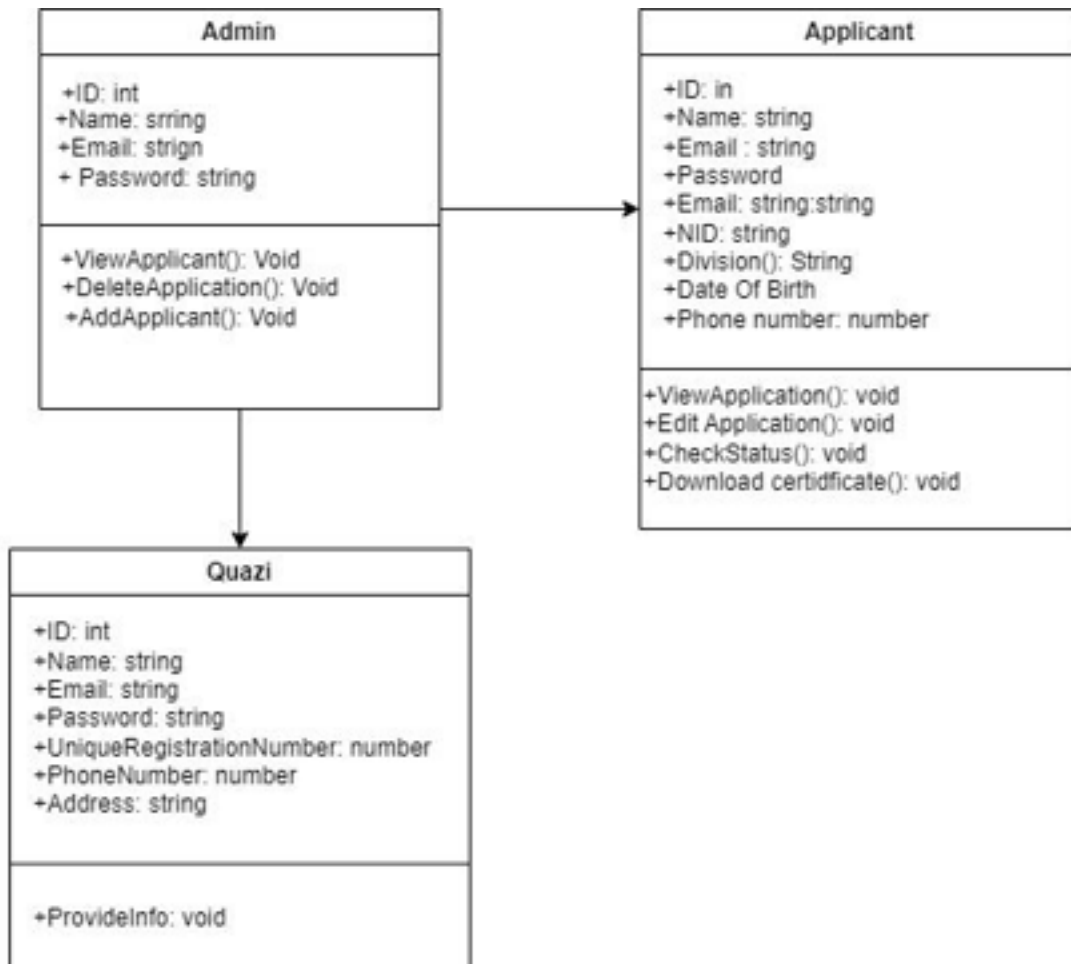 Admin
+ID: int
+Name: srring
+Email: strign
+ Password: string
+ViewApplicant(): Void
+DeleteApplication(): Void
+AddApplicant(): Void
Applicant
+ID: in
+Name: string
+Email : string
+Password
+Email: string:string
+NID: string
+Division(): String
+Date Of Birth
+Phone number: number
+ViewApplication(): void
+Edit Application(): void
+CheckStatus(): void
+Download certidficate(): void
Quazi
+ID: int
+Name: string
+Email: string
+Password: string
+UniqueRegistrationNumber: number
+PhoneNumber: number
+Address: string
+ProvideInfo: void